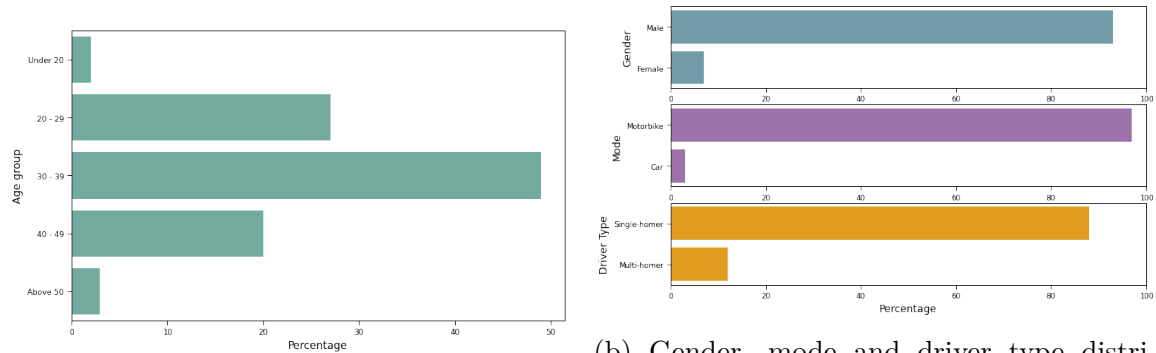 Age group
Under 20
20 - 29
30 - 39
40 - 49
Above 50
0 10 20 30 40 50
Percentage
Gender
Male
Female
0 20 40 60 80 100
Mode
Motorbike
Car
0 20 40 60 80 100
Driver Type
Single-homer
Multi-homer
0 20 40 60 80 100
Percentage
(b) Gender, mode and driver type distri-